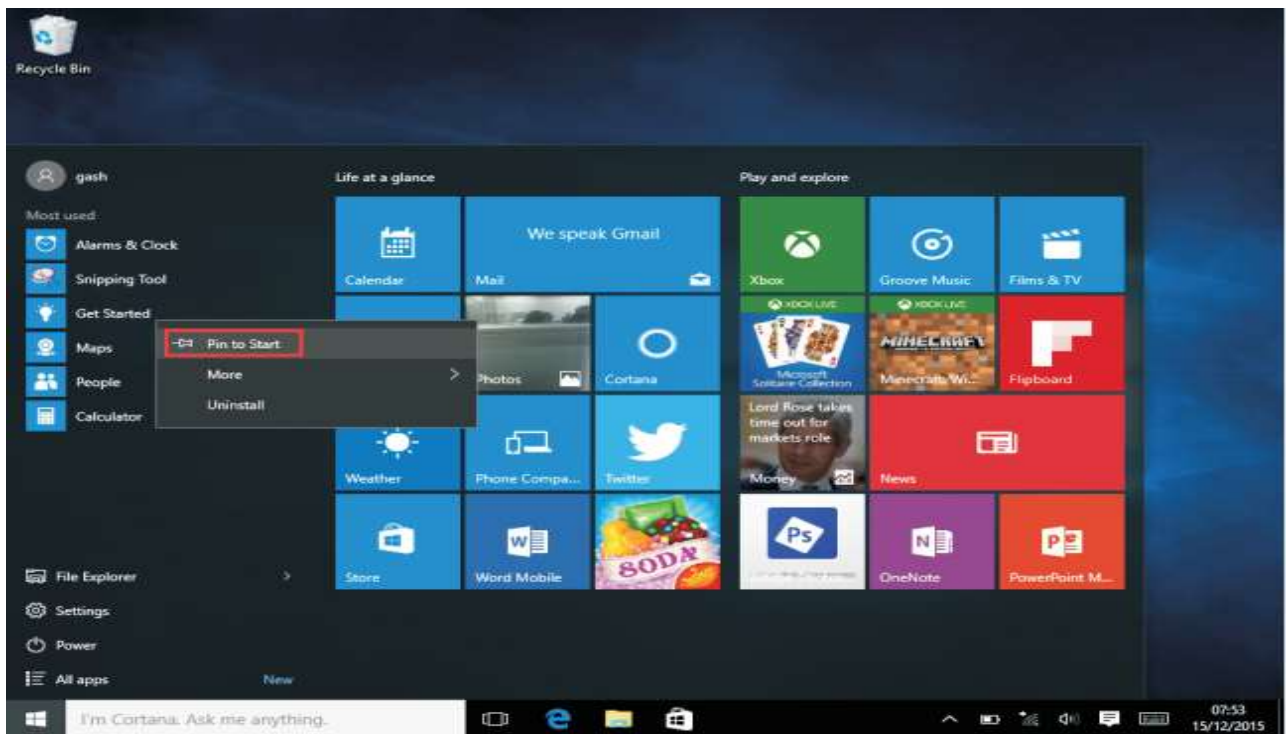 Recycle Bin
gash
Life at a glance
Play and explore
Most used
Alarms & Clock
Snipping Tool
Get Started
Maps
People
Calculator
Pin to Start
More
Uninstall
Calendar
We speak Gmail
Mail
Xbox
Groove Music
Films & TV
Photos
Cortana
XBOX LIVE
Microsoft
Solitaire Collection
XBOX LIVE
MINECRAFT
Minecraft: Wi...
Flipboard
Weather
Phone Compa...
Twitter
Lord Rose takes
time out for
markets role
Money
News
Store
Word Mobile
SODA
Ps
OneNote
PowerPoint M...
File Explorer
Settings
Power
All apps
New
I'm Cortana. Ask me anything.
07:53
15/12/2015